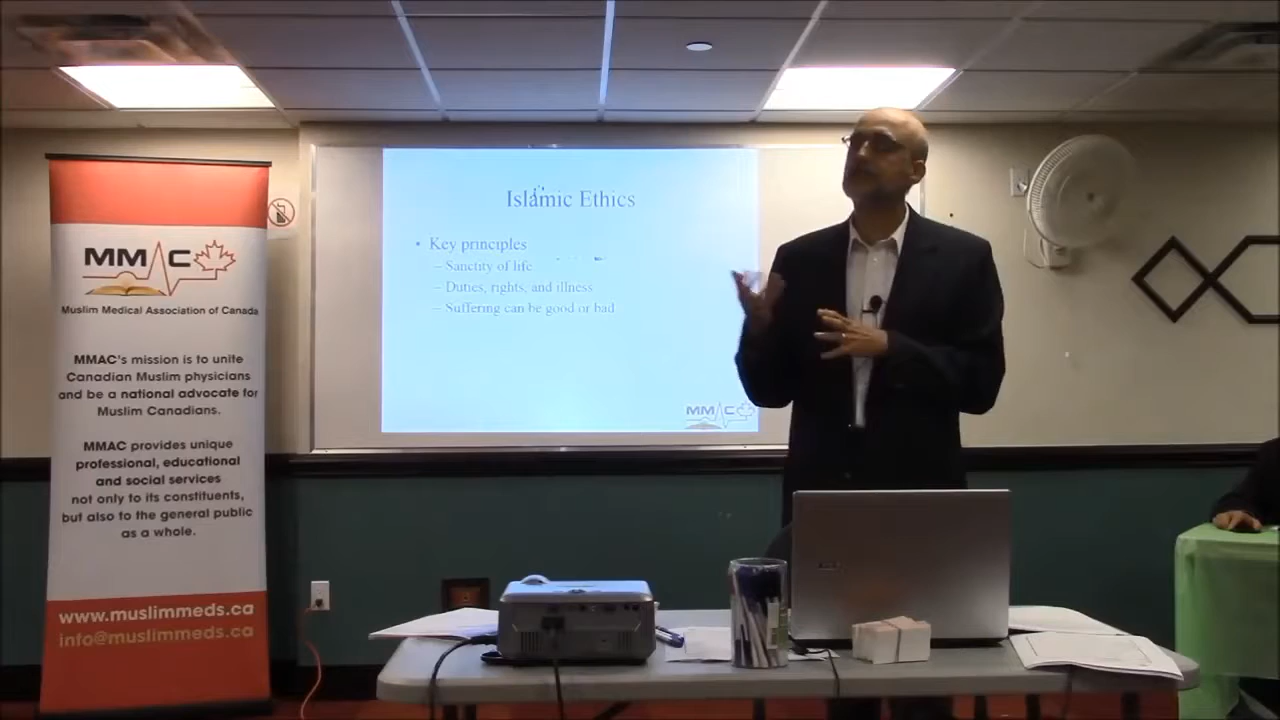 MMAC
Muslim Medical Association of Canada
MMAC's mission is to unite
Canadian Muslim physicians
and be a national advocate for
Muslim Canadians.
MMAC provides unique
professional, educational
and social services
not only to its constituents,
but also to the general public
as a whole.
www.muslimmeds.ca
info@muslimmeds.ca
Islamic Ethics
• Key principles
– Sanctity of life
– Duties, rights, and illness
– Suffering can be good or bad
MMAC
acer